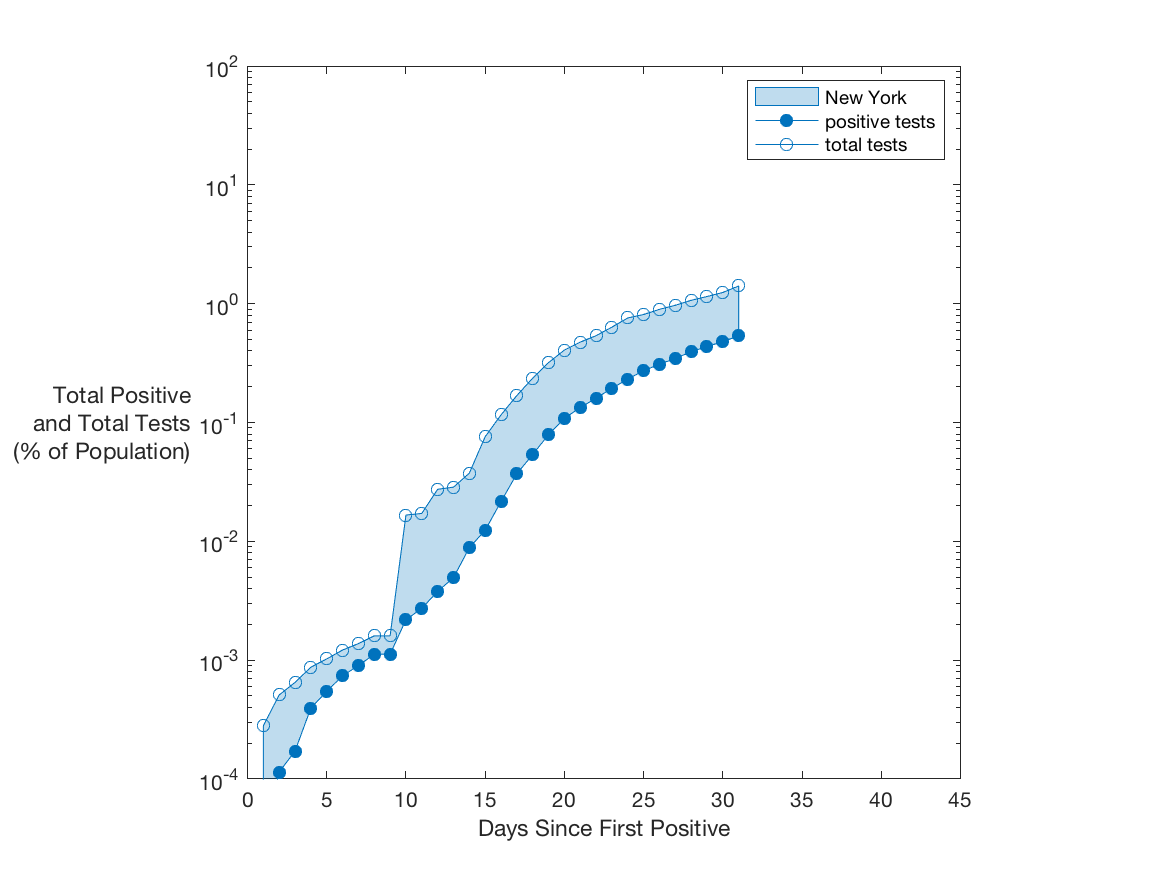 10^2
10^1
10^0
10^-1
10^-2
10^-3
10^-4
Total Positive
and Total Tests
(% of Population)
New York
positive tests
total tests
0 5 10 15 20 25 30 35 40 45
Days Since First Positive